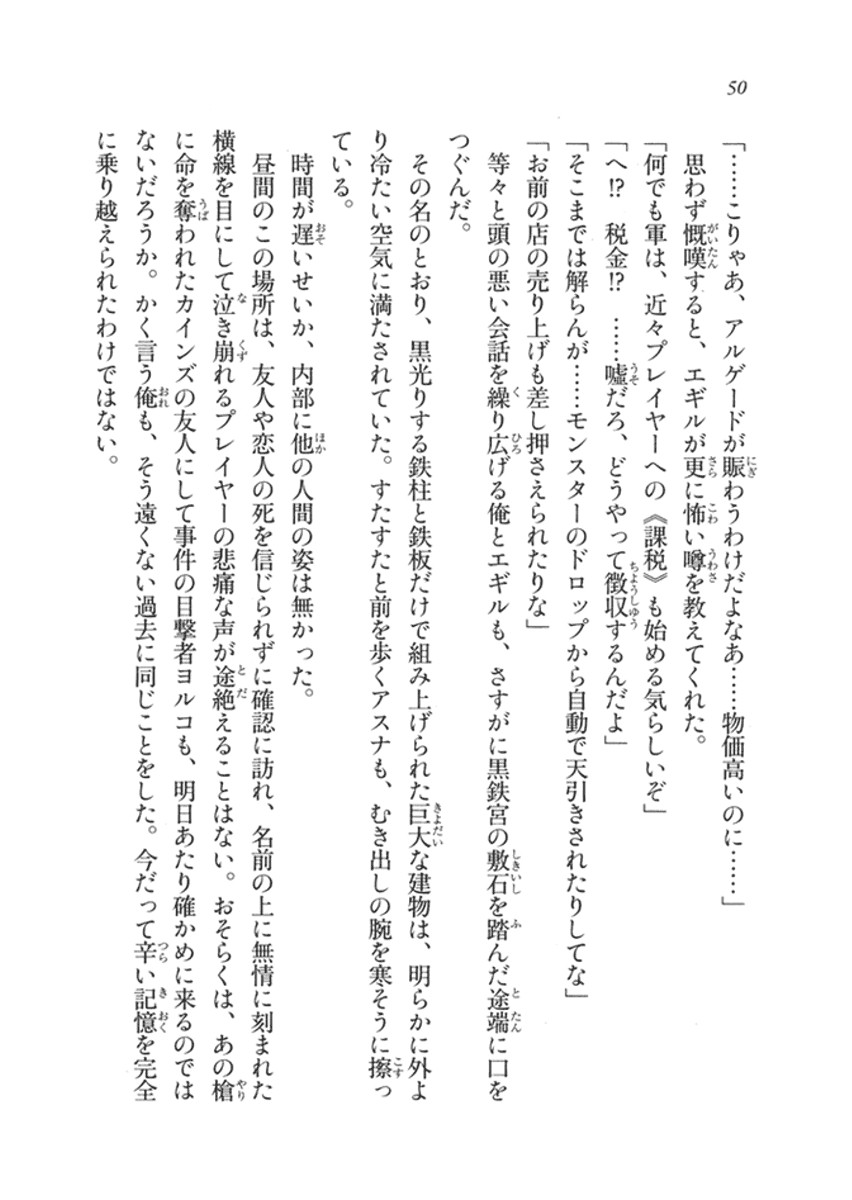 50
「……こりゃあ、アルゲードが賑わうわけだよなあ……物価高いのに……」
思わず慨嘆すると、エギルが更に怖い噂を教えてくれた。
「何でも軍は、近々プレイヤーへの《課税》も始める気らしいぞ」
「へ!?　税金!?　……嘘だろ、どうやって徴収するんだよ」
「そこまでは解らんが……モンスターのドロップから自動で天引きされたりしてな」
「お前の店の売り上げも差し押さえられたりな」
等々と頭の悪い会話を繰り広げる俺とエギルも、さすがに黒鉄宮の敷石を踏んだ途端に口を
つぐんだ。
その名のとおり、黒光りする鉄柱と鉄板だけで組み上げられた巨大な建物は、明らかに外よ
り冷たい空気に満たされていた。すたすたと前を歩くアスナも、むき出しの腕を寒そうに擦っ
ている。
時間が遅いせいか、内部に他の人間の姿は無かった。
昼間のこの場所は、友人や恋人の死を信じられずに確認に訪れ、名前の上に無情に刻まれた
横線を目にして泣き崩れるプレイヤーの悲痛な声が途絶えることはない。おそらくは、あの槍
に命を奪われたカインズの友人にして事件の目撃者ヨルコも、明日あたり確かめに来るのでは
ないだろうか。かく言う俺も、そう遠くない過去に同じことをした。今だって辛い記憶を完全
に乗り越えられたわけではない。